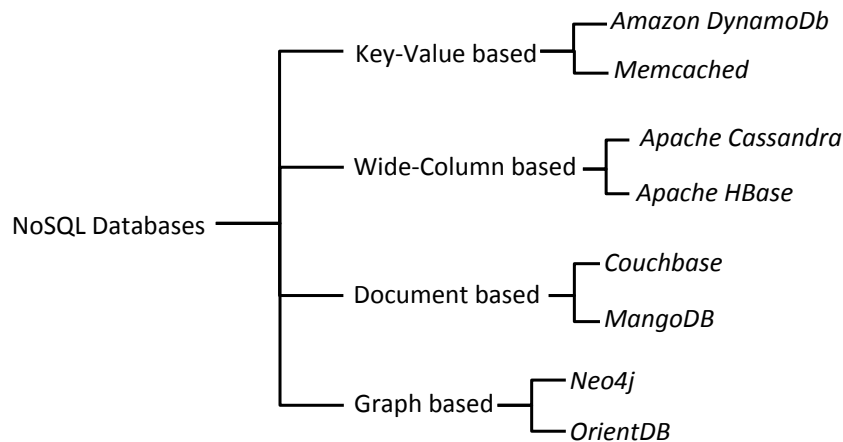 Amazon DynamoDb
Key-Value based
Memcached
Apache Cassandra
Wide-Column based
Apache HBase
NoSQL Databases
Couchbase
Document based
MangoDB
Neo4j
Graph based
OrientDB